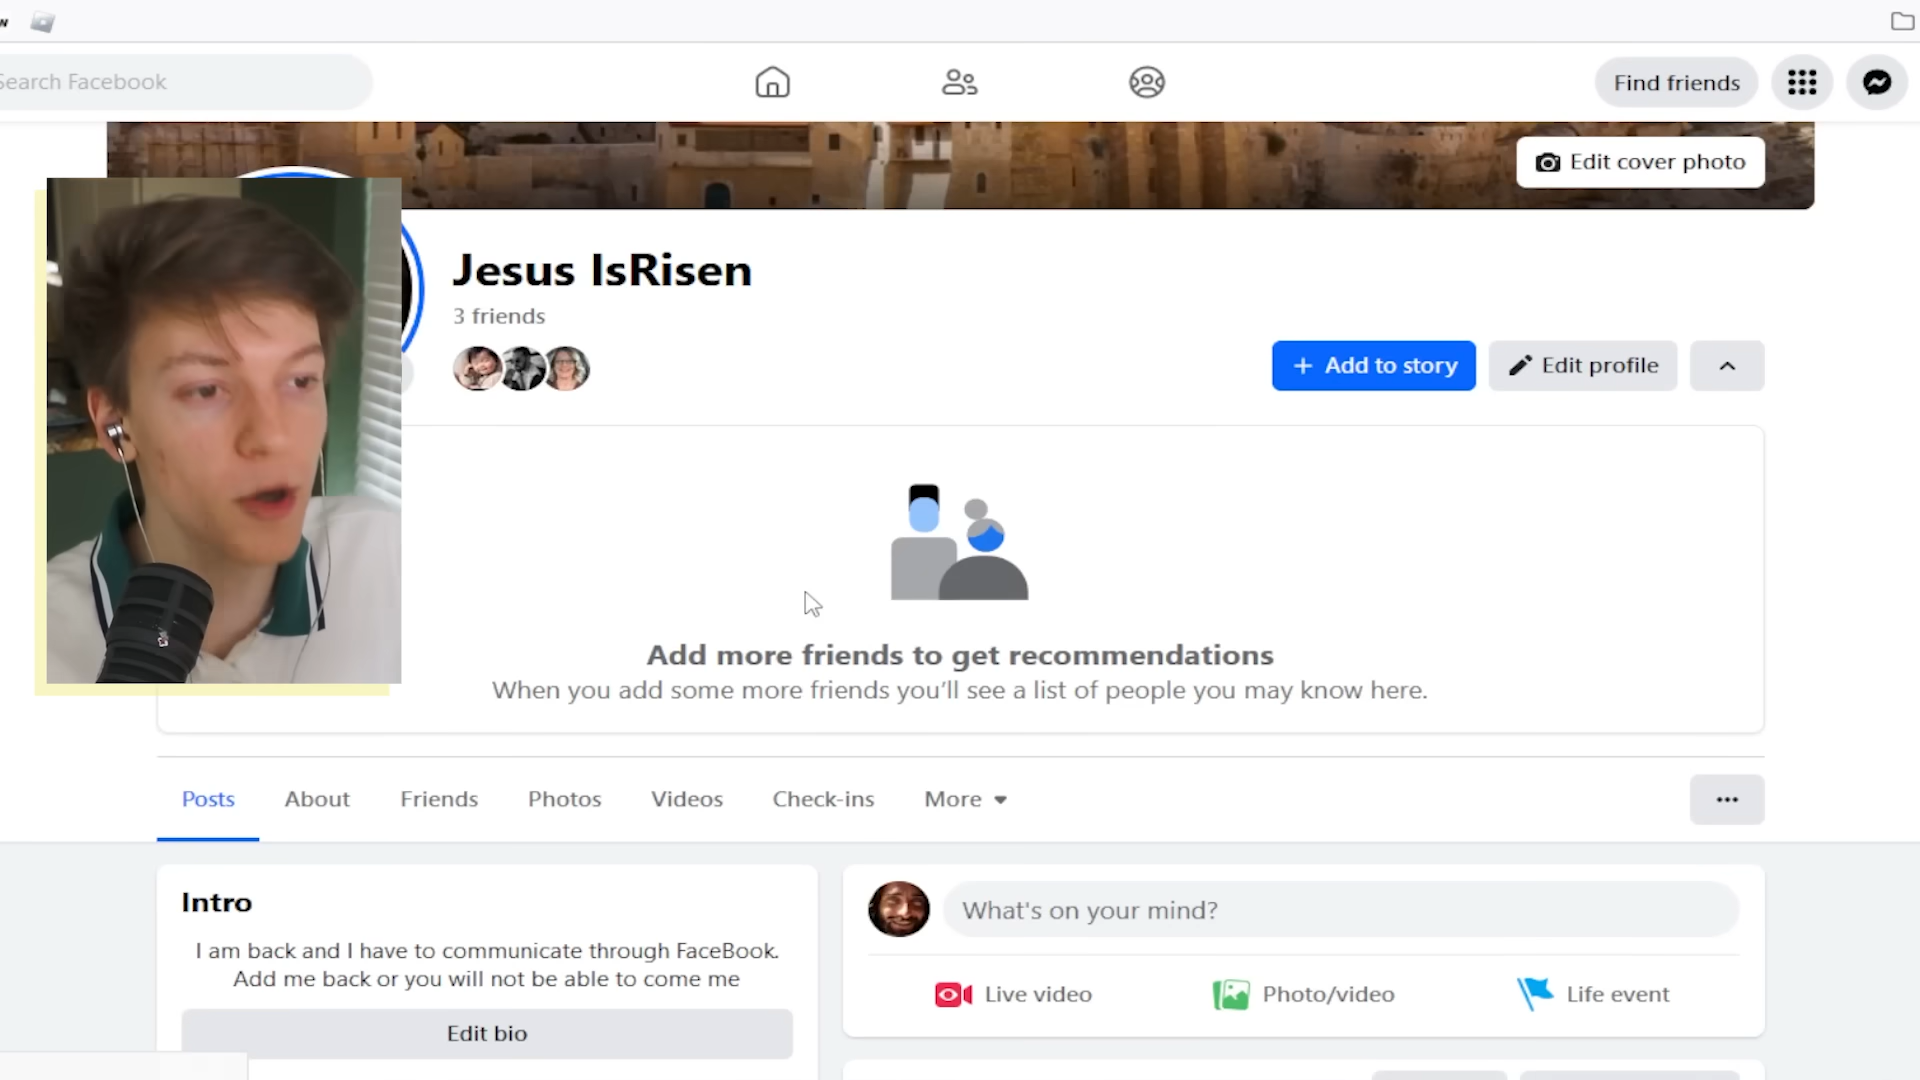 Search Facebook
Find friends
Edit cover photo
Jesus IsRisen
3 friends
Add to story
Edit profile
Add more friends to get recommendations
When you add some more friends you'll see a list of people you may know here.
Posts
About
Friends
Photos
Videos
Check-ins
More
Intro
I am back and I have to communicate through FaceBook.
Add me back or you will not be able to come me
Edit bio
What's on your mind?
Live video
Photo/video
Life event